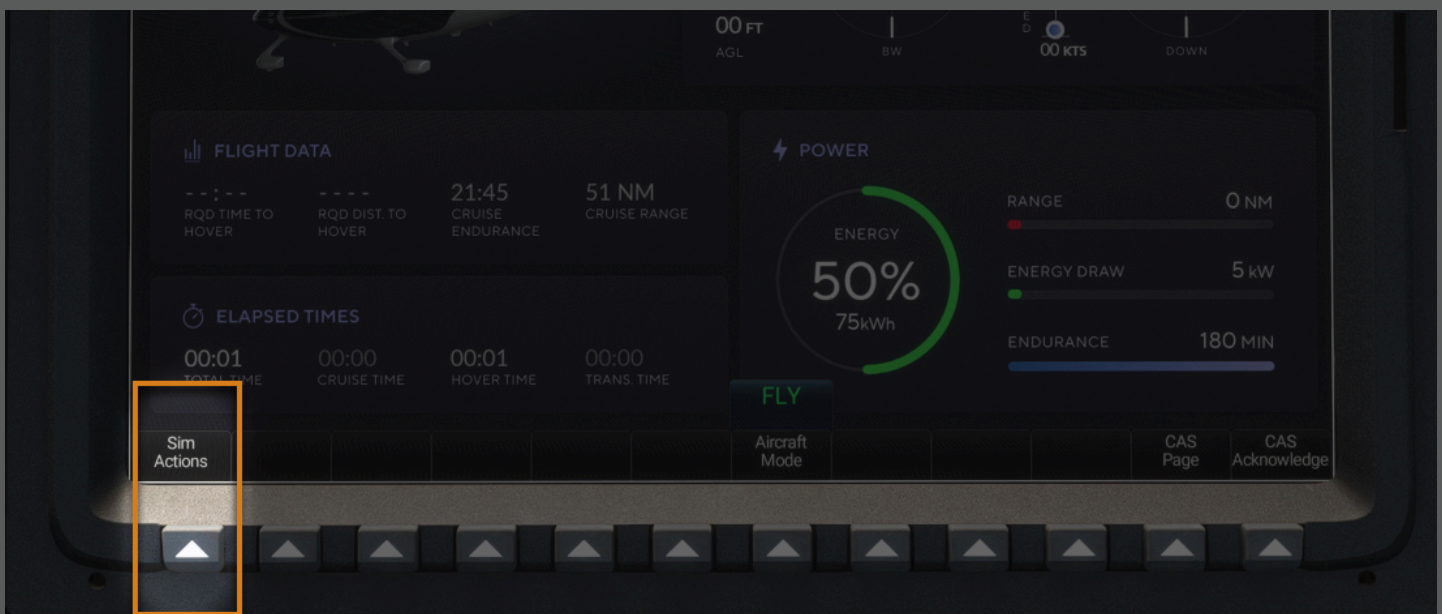 00 FT
AGL
BW
E
D
00 KTS
DOWN
FLIGHT DATA
--:--
RQD TIME TO
HOVER
----
RQD DIST. TO
HOVER
21:45
CRUISE
ENDURANCE
51 NM
CRUISE RANGE
ELAPSED TIMES
00:01
TOTAL TIME
00:00
CRUISE TIME
00:01
HOVER TIME
00:00
TRANS. TIME
POWER
ENERGY
50%
75kWh
RANGE
0 NM
ENERGY DRAW
5 kW
ENDURANCE
180 MIN
FLY
Sim
Actions
Aircraft
Mode
CAS
Page
CAS
Acknowledge